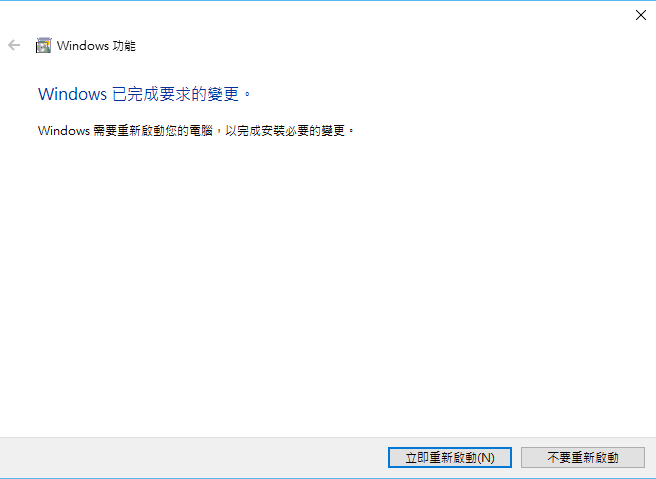 Windows 功能
Windows 已完成要求的變更。
Windows 需要重新啟動您的電腦，以完成安裝必要的變更。
立即重新啟動(N)
不要重新啟動